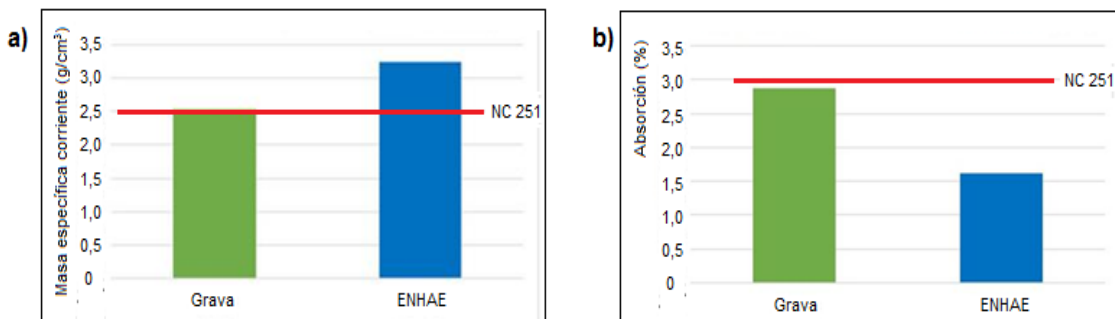 a)
Masa específica corriente (g/cm³)
3,5
3,0
2,5
2,0
1,5
1,0
0,5
0
NC 251
Grava
ENHAE
b)
Absorción (%)
3,5
3,0
2,5
2,0
1,5
1,0
0,5
0
NC 251
Grava
ENHAE